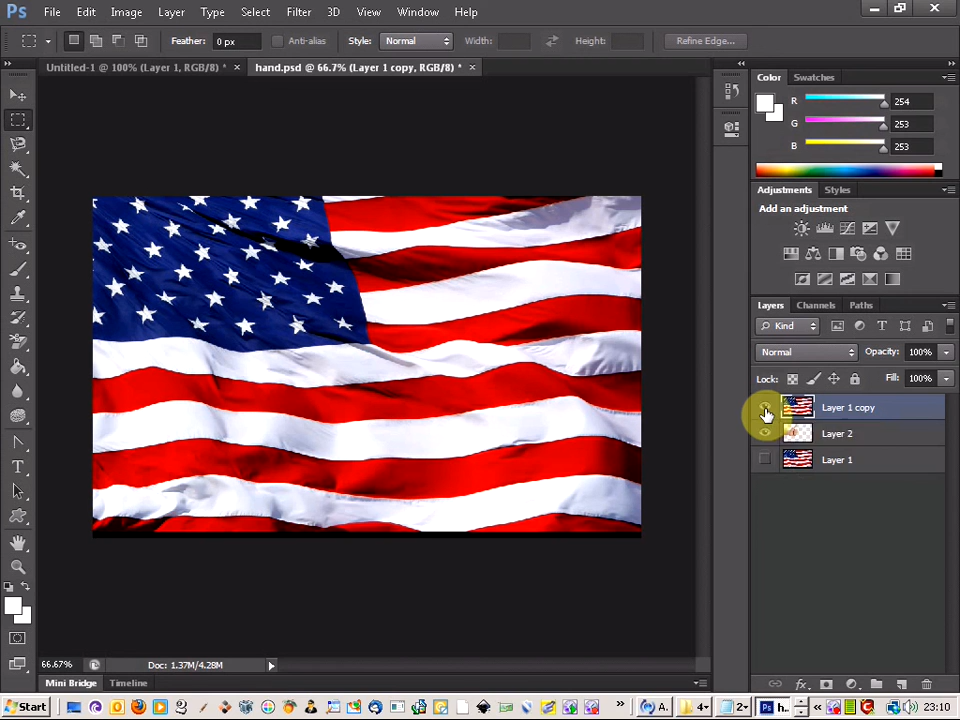 Ps File Edit Image Layer Type Select Filter 3D View Window Help
Feather: 0 px Anti-alias Style: Normal Width: Height: Refine Edge...
Untitled-1 @ 100% (Layer 1, RGB/8) * × hand.psd @ 66.7% (Layer 1 copy, RGB/8) * ×
Color Swatches
R 254
G 253
B 253
Adjustments Styles
Add an adjustment
Layers Channels Paths
Kind
Normal Opacity: 100%
Lock: Fill: 100%
Layer 1 copy
Layer 2
Layer 1
66.67% Doc: 1.37M/4.28M
Mini Bridge Timeline
Start A. 4 2 h. 23:10